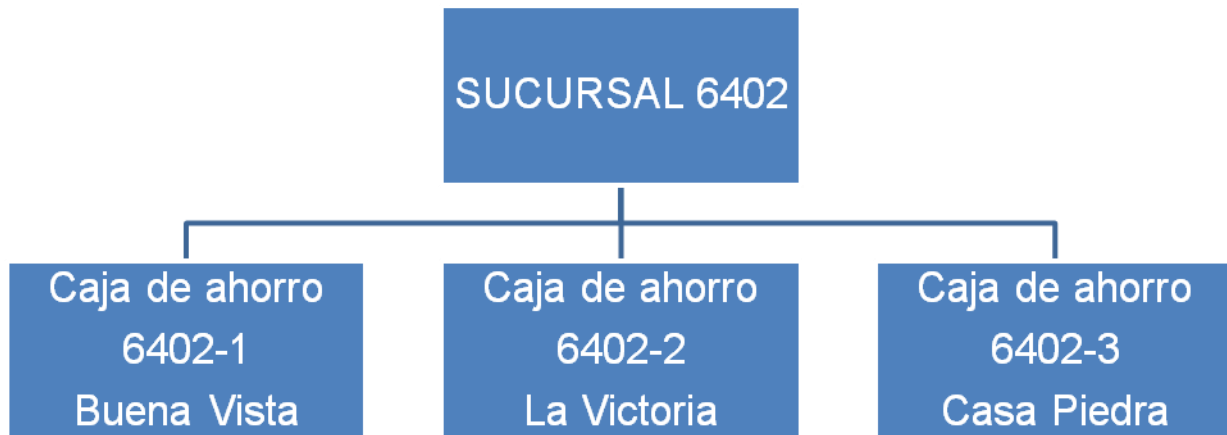 SUCURSAL 6402
Caja de ahorro
6402-1
Buena Vista
Caja de ahorro
6402-2
La Victoria
Caja de ahorro
6402-3
Casa Piedra